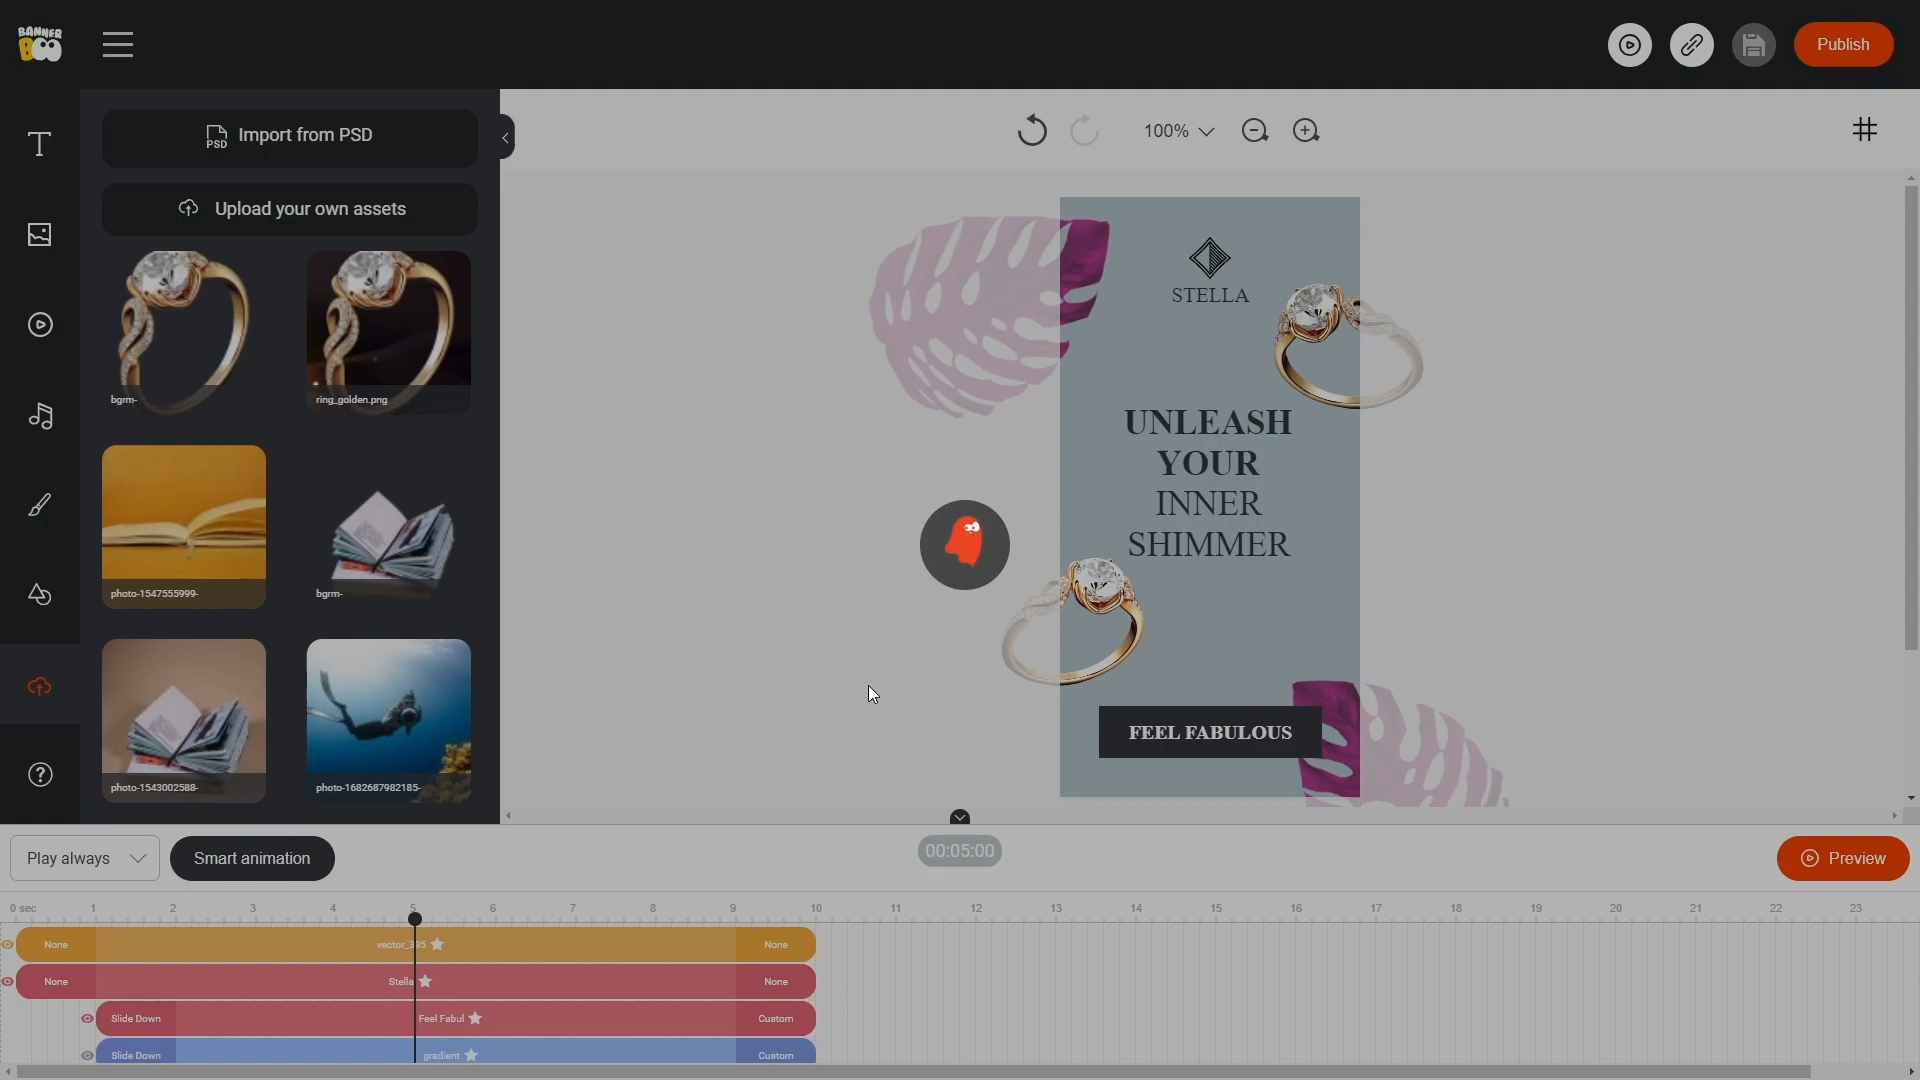 BANNER
BOO
Publish
Import from PSD
PSD
Upload your own assets
100%
bgrm-
ring_golden.png
photo-1547555999-
bgrm-
photo-1543002588-
photo-1682687982185-
STELLA
UNLEASH
YOUR
INNER
SHIMMER
FEEL FABULOUS
Play always
Smart animation
00:05:00
Preview
0 sec 1 2 3 4 5 6 7 8 9 10 11 12 13 14 15 16 17 18 19 20 21 22 23
None vector_395 None
None Stella None
Slide Down Feel Fabul Custom
Slide Down gradient Custom